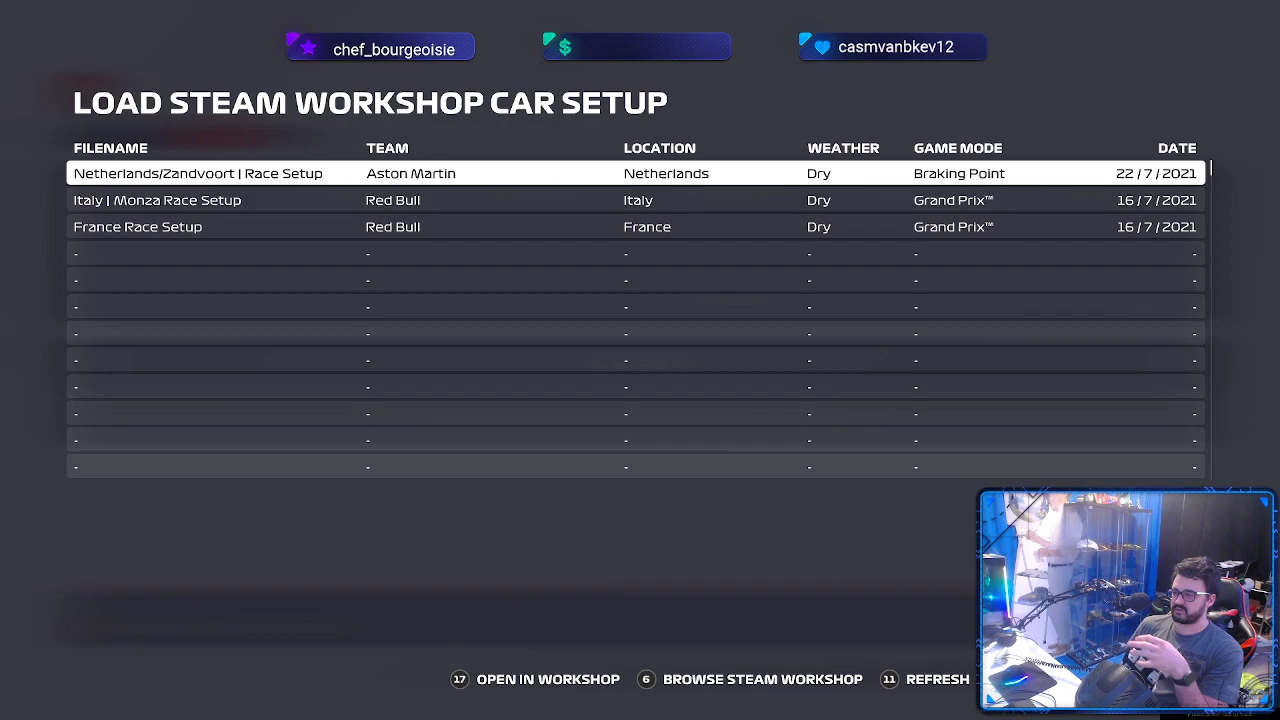 chef_bourgeoisie
$
casmvanbkev12
LOAD STEAM WORKSHOP CAR SETUP
FILENAME TEAM LOCATION WEATHER GAME MODE DATE
Netherlands/Zandvoort | Race Setup Aston Martin Netherlands Dry Braking Point 22 / 7 / 2021
Italy | Monza Race Setup Red Bull Italy Dry Grand Prix™ 16 / 7 / 2021
France Race Setup Red Bull France Dry Grand Prix™ 16 / 7 / 2021
- - - - - -
- - - - - -
- - - - - -
- - - - - -
- - - - - -
- - - - - -
- - - - - -
- - - - - -
- - - - - -
17 OPEN IN WORKSHOP 6 BROWSE STEAM WORKSHOP 11 REFRESH